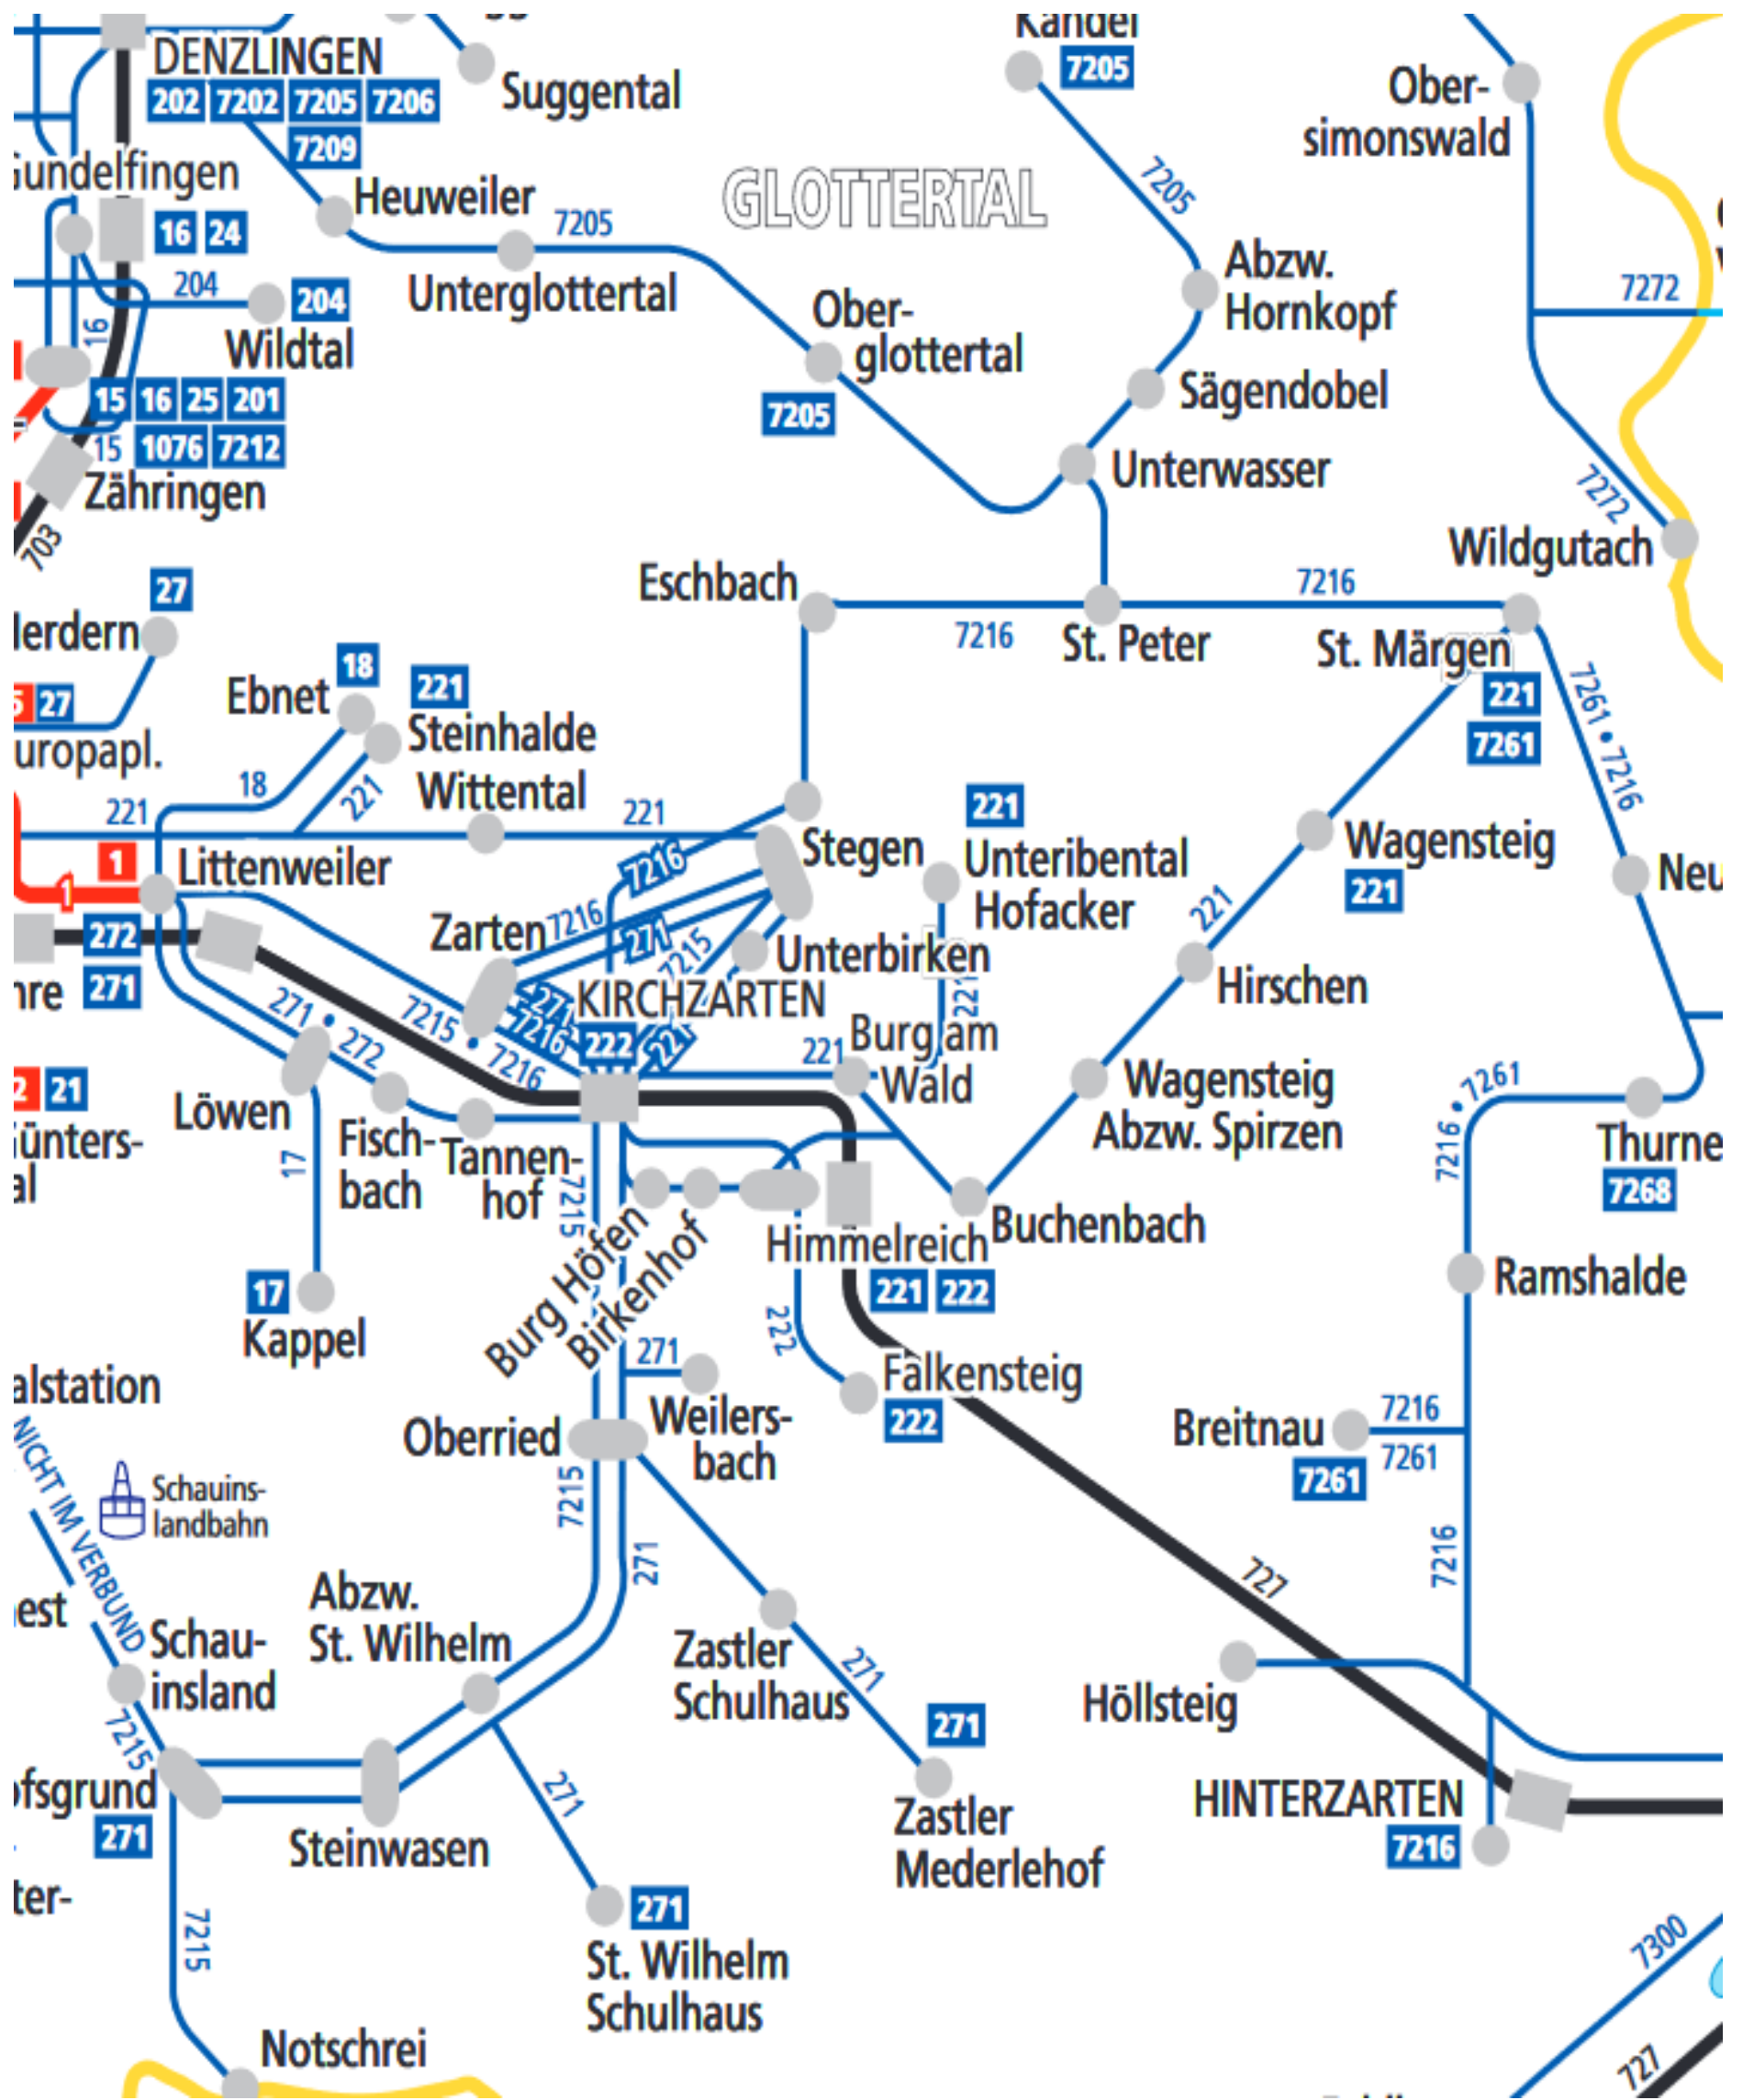 Kandel
7205
DENZLINGEN
202 7202 7205 7206
7209
Suggental
Ober-
simonswald
Gundelfingen
16 24
Heuweiler
7205
Unterglottertal
GLOTTERTAL
7205
Abzw.
Hornkopf
7272
204
204
Wildtal
16
Ober-
glottertal
7205
Sägendobel
15 16 25 201
15 1076 7212
Zähringen
703
Unterwasser
7272
Wildgutach
27
Eschbach
7216
7216
St. Peter
St. Märgen
221
7261
7261 • 7216
27
18
Ebnet
221
Steinhalde
18
221
Wittental
221
221
1
Littenweiler
1
272
271
7216
Stegen
221
Unteribental
Hofacker
Wagensteig
221
221
Zarten
7216
271
7215
Unterbirken
Hirschen
271
7216
KIRCHZARTEN
222
221
221
221
Burg am
Wald
7215 • 7216
271 • 272
2 21
Löwen
Fisch-
bach
Tannen-
hof
17
7215
Wagensteig
Abzw. Spirzen
7216 • 7261
7268
17
Kappel
Burg Höfen
Birkenhof
Himmelreich
221 222
Buchenbach
222
Ramshalde
271
Weilers-
bach
Falkensteig
222
Oberried
Breitnau
7216
7261
7261
NICHT IM VERBUND
Schauins-
landbahn
7215
271
7216
727
Abzw.
St. Wilhelm
Schau-
insland
7215
Zastler
Schulhaus
271
Höllsteig
271
Zastler
Mederlehof
HINTERZARTEN
7216
271
Steinwasen
271
271
St. Wilhelm
Schulhaus
7215
Notschrei
7300
727